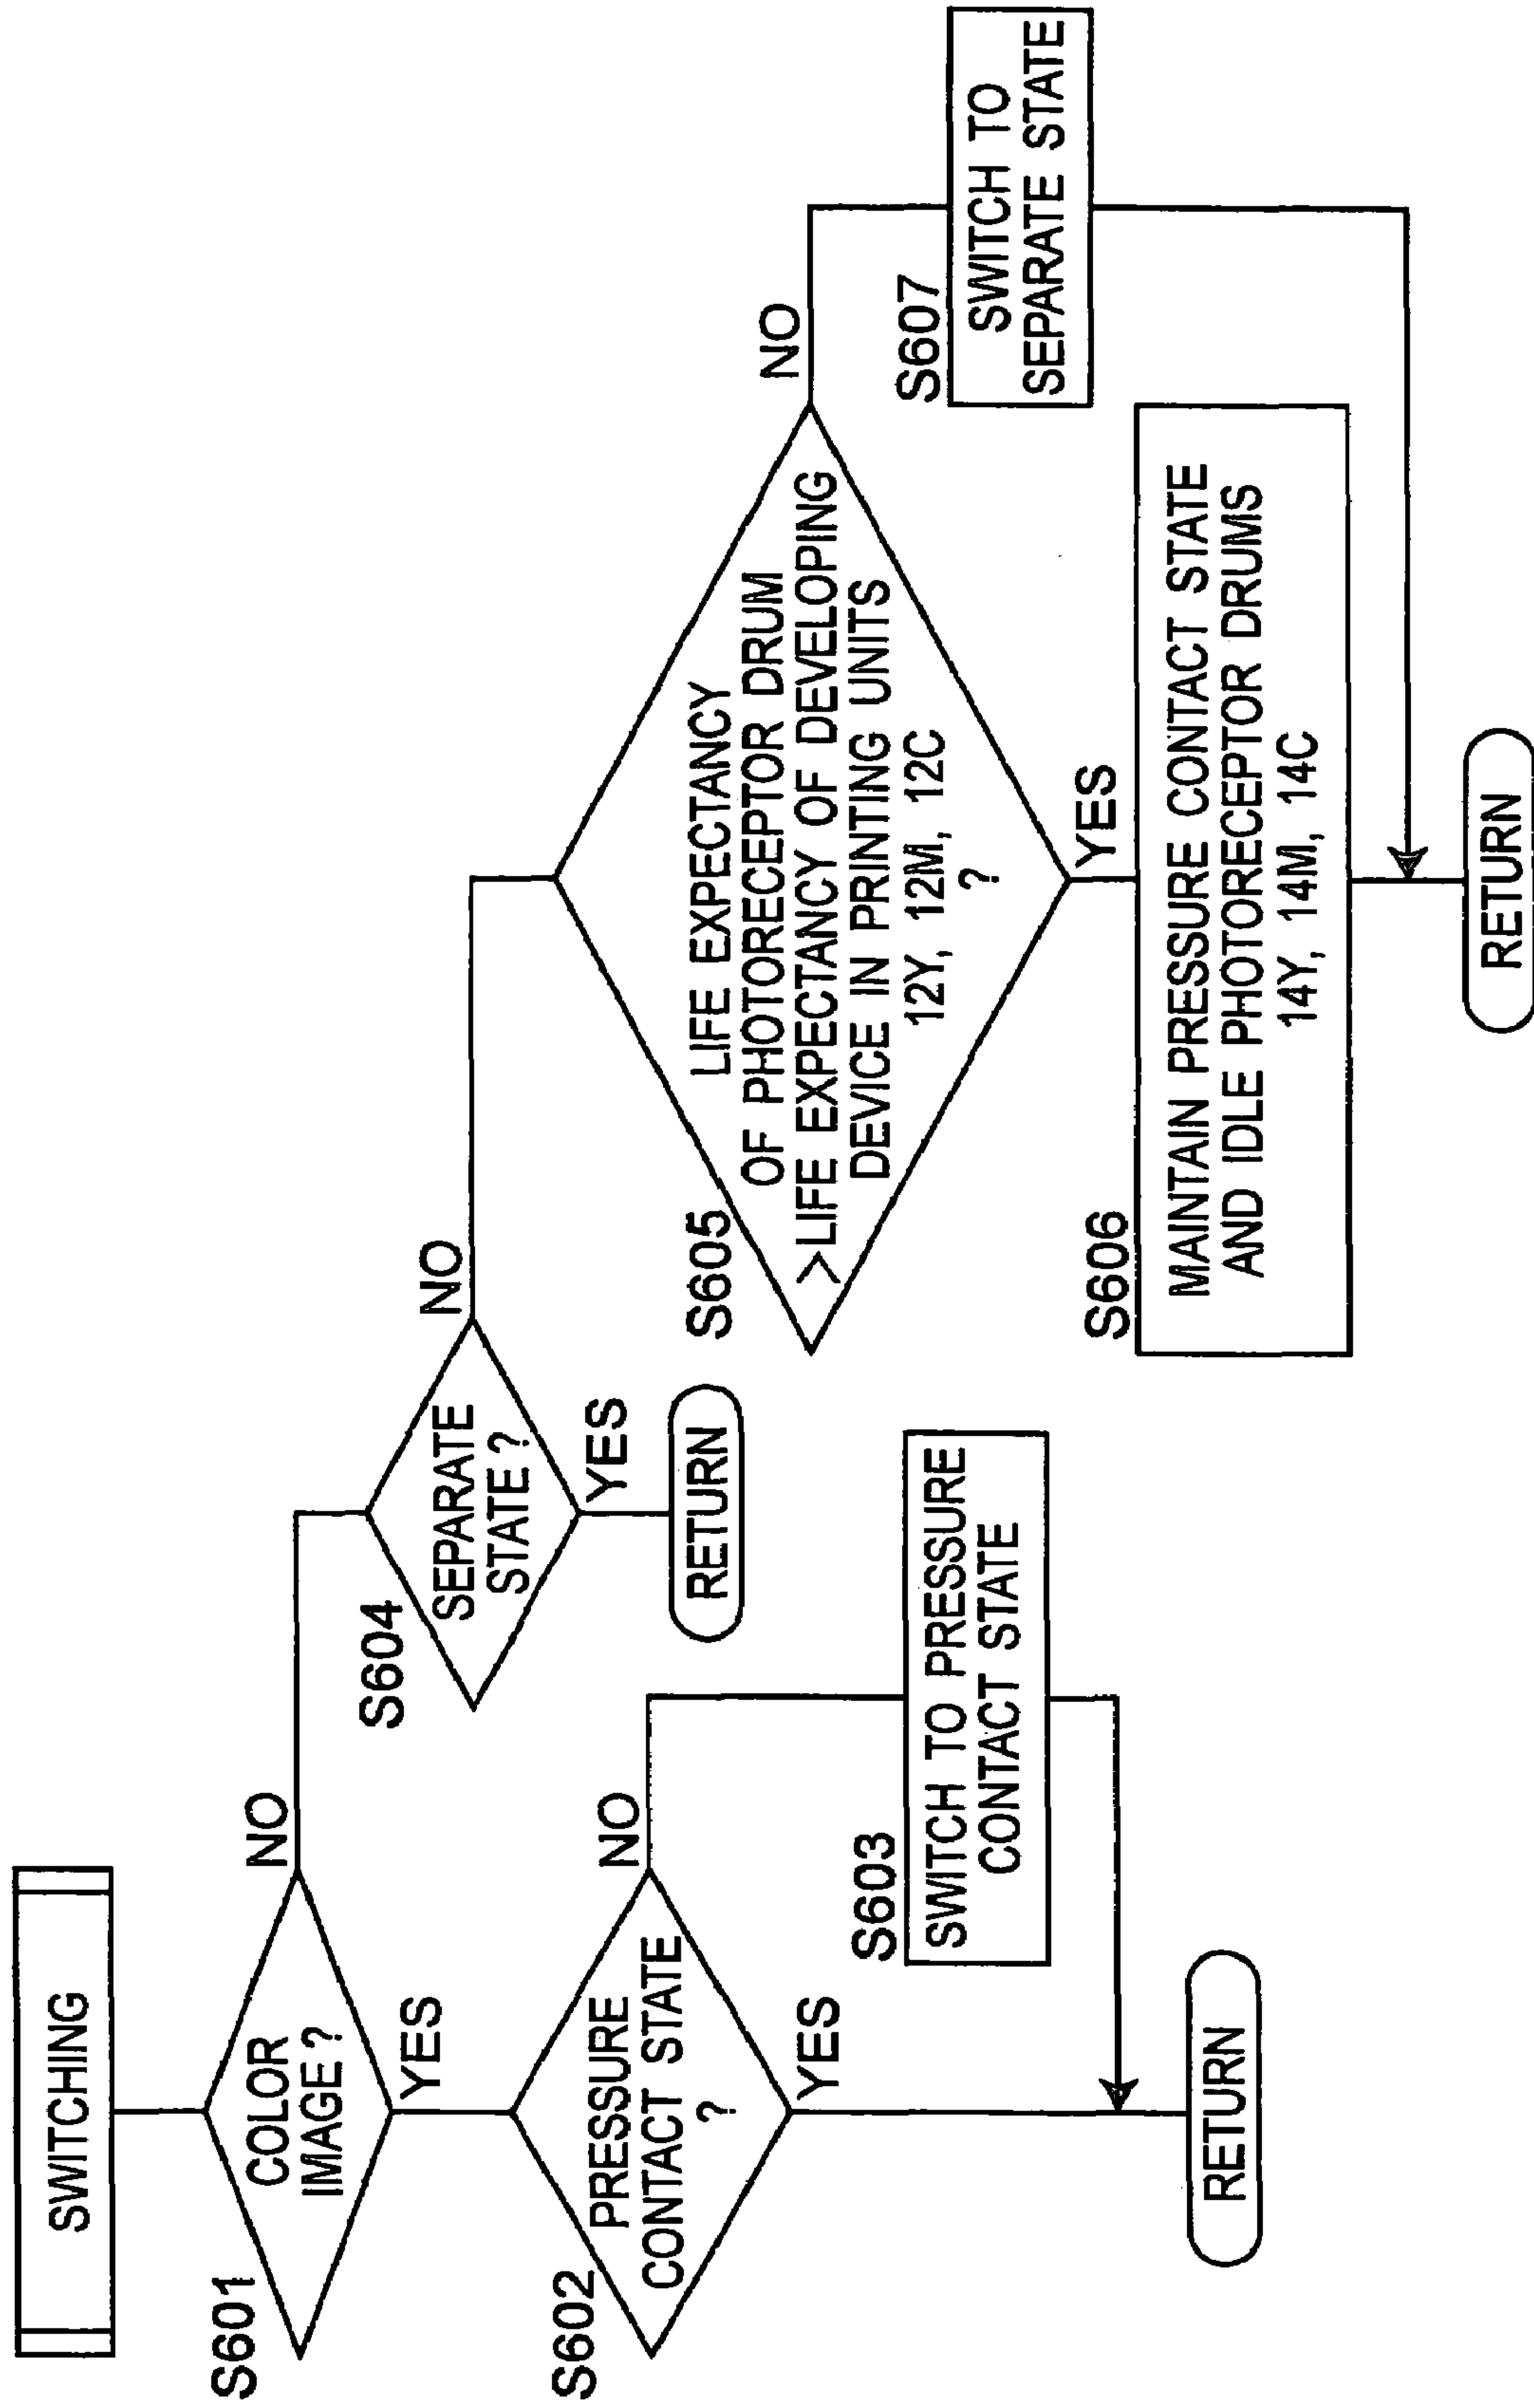 SWITCHING
S601
COLOR
IMAGE?
NO
YES
S602
PRESSURE
CONTACT STATE
?
NO
YES
S603
SWITCH TO PRESSURE
CONTACT STATE
RETURN
S604
SEPARATE
STATE?
NO
YES
RETURN
S605
LIFE EXPECTANCY
OF PHOTORECEPTOR DRUM
>LIFE EXPECTANCY OF DEVELOPING
DEVICE IN PRINTING UNITS
12Y, 12M, 12C
?
NO
YES
S606
MAINTAIN PRESSURE CONTACT STATE
AND IDLE PHOTORECEPTOR DRUMS
14Y, 14M, 14C
S607
SWITCH TO
SEPARATE STATE
RETURN